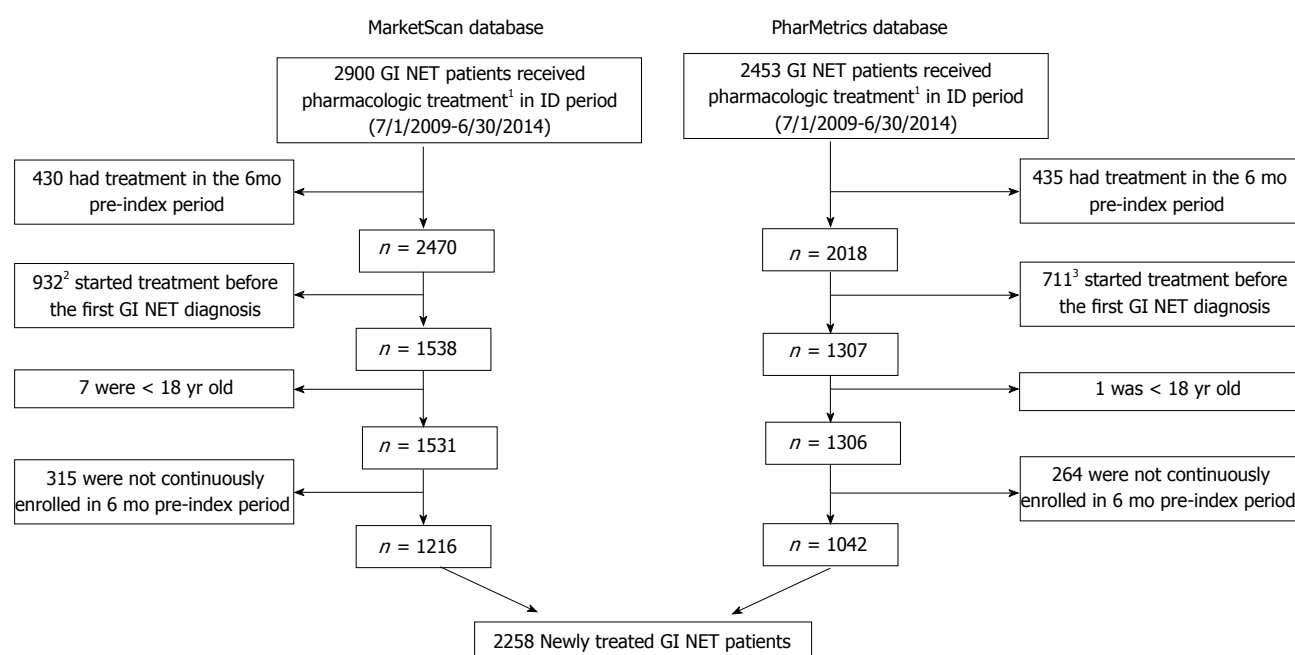 MarketScan database
PharMetrics database
2900 GI NET patients received
pharmacologic treatment¹ in ID period
(7/1/2009-6/30/2014)
2453 GI NET patients received
pharmacologic treatment¹ in ID period
(7/1/2009-6/30/2014)
430 had treatment in the 6mo
pre-index period
435 had treatment in the 6 mo
pre-index period
n = 2470
n = 2018
932² started treatment before
the first GI NET diagnosis
711³ started treatment before
the first GI NET diagnosis
n = 1538
n = 1307
7 were < 18 yr old
1 was < 18 yr old
n = 1531
n = 1306
315 were not continuously
enrolled in 6 mo pre-index period
264 were not continuously
enrolled in 6 mo pre-index period
n = 1216
n = 1042
2258 Newly treated GI NET patients